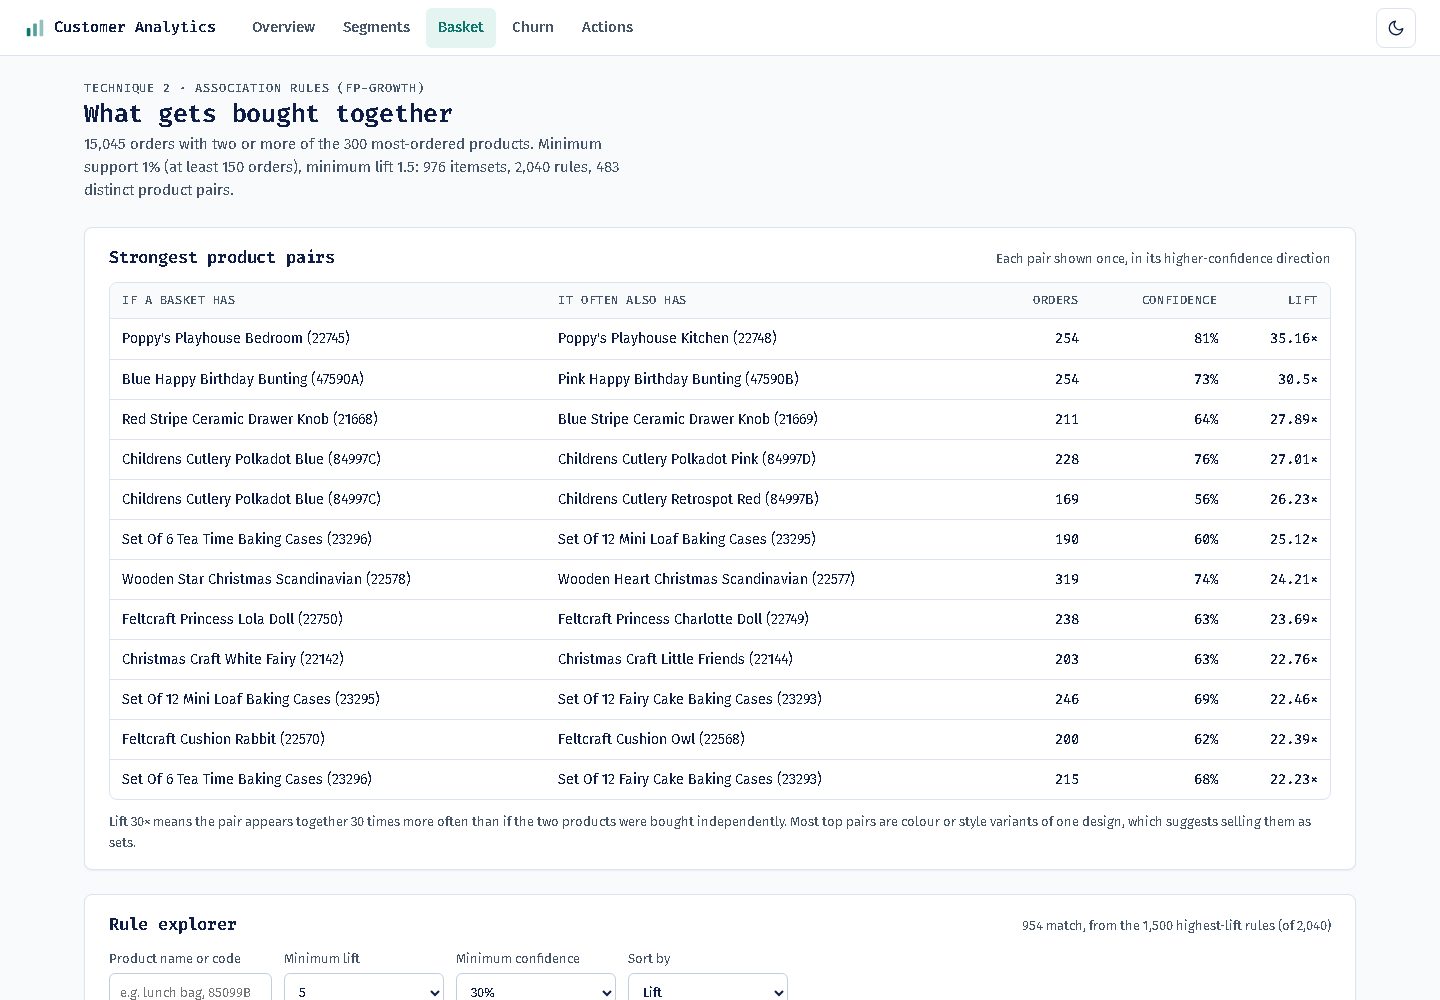 Customer Analytics Overview Segments Basket Churn Actions
TECHNIQUE 2 · ASSOCIATION RULES (FP-GROWTH)
What gets bought together
15,045 orders with two or more of the 300 most-ordered products. Minimum
support 1% (at least 150 orders), minimum lift 1.5: 976 itemsets, 2,040 rules, 483
distinct product pairs.
Strongest product pairs Each pair shown once, in its higher-confidence direction
IF A BASKET HAS IT OFTEN ALSO HAS ORDERS CONFIDENCE LIFT
Poppy's Playhouse Bedroom (22745) Poppy's Playhouse Kitchen (22748) 254 81% 35.16×
Blue Happy Birthday Bunting (47590A) Pink Happy Birthday Bunting (47590B) 254 73% 30.5×
Red Stripe Ceramic Drawer Knob (21668) Blue Stripe Ceramic Drawer Knob (21669) 211 64% 27.89×
Childrens Cutlery Polkadot Blue (84997C) Childrens Cutlery Polkadot Pink (84997D) 228 76% 27.01×
Childrens Cutlery Polkadot Blue (84997C) Childrens Cutlery Retrospot Red (84997B) 169 56% 26.23×
Set Of 6 Tea Time Baking Cases (23296) Set Of 12 Mini Loaf Baking Cases (23295) 190 60% 25.12×
Wooden Star Christmas Scandinavian (22578) Wooden Heart Christmas Scandinavian (22577) 319 74% 24.21×
Feltcraft Princess Lola Doll (22750) Feltcraft Princess Charlotte Doll (22749) 238 63% 23.69×
Christmas Craft White Fairy (22142) Christmas Craft Little Friends (22144) 203 63% 22.76×
Set Of 12 Mini Loaf Baking Cases (23295) Set Of 12 Fairy Cake Baking Cases (23293) 246 69% 22.46×
Feltcraft Cushion Rabbit (22570) Feltcraft Cushion Owl (22568) 200 62% 22.39×
Set Of 6 Tea Time Baking Cases (23296) Set Of 12 Fairy Cake Baking Cases (23293) 215 68% 22.23×
Lift 30× means the pair appears together 30 times more often than if the two products were bought independently. Most top pairs are colour or style variants of one design, which suggests selling them as
sets.
Rule explorer 954 match, from the 1,500 highest-lift rules (of 2,040)
Product name or code Minimum lift Minimum confidence Sort by
e.g. lunch bag, 85099B 5 30% Lift